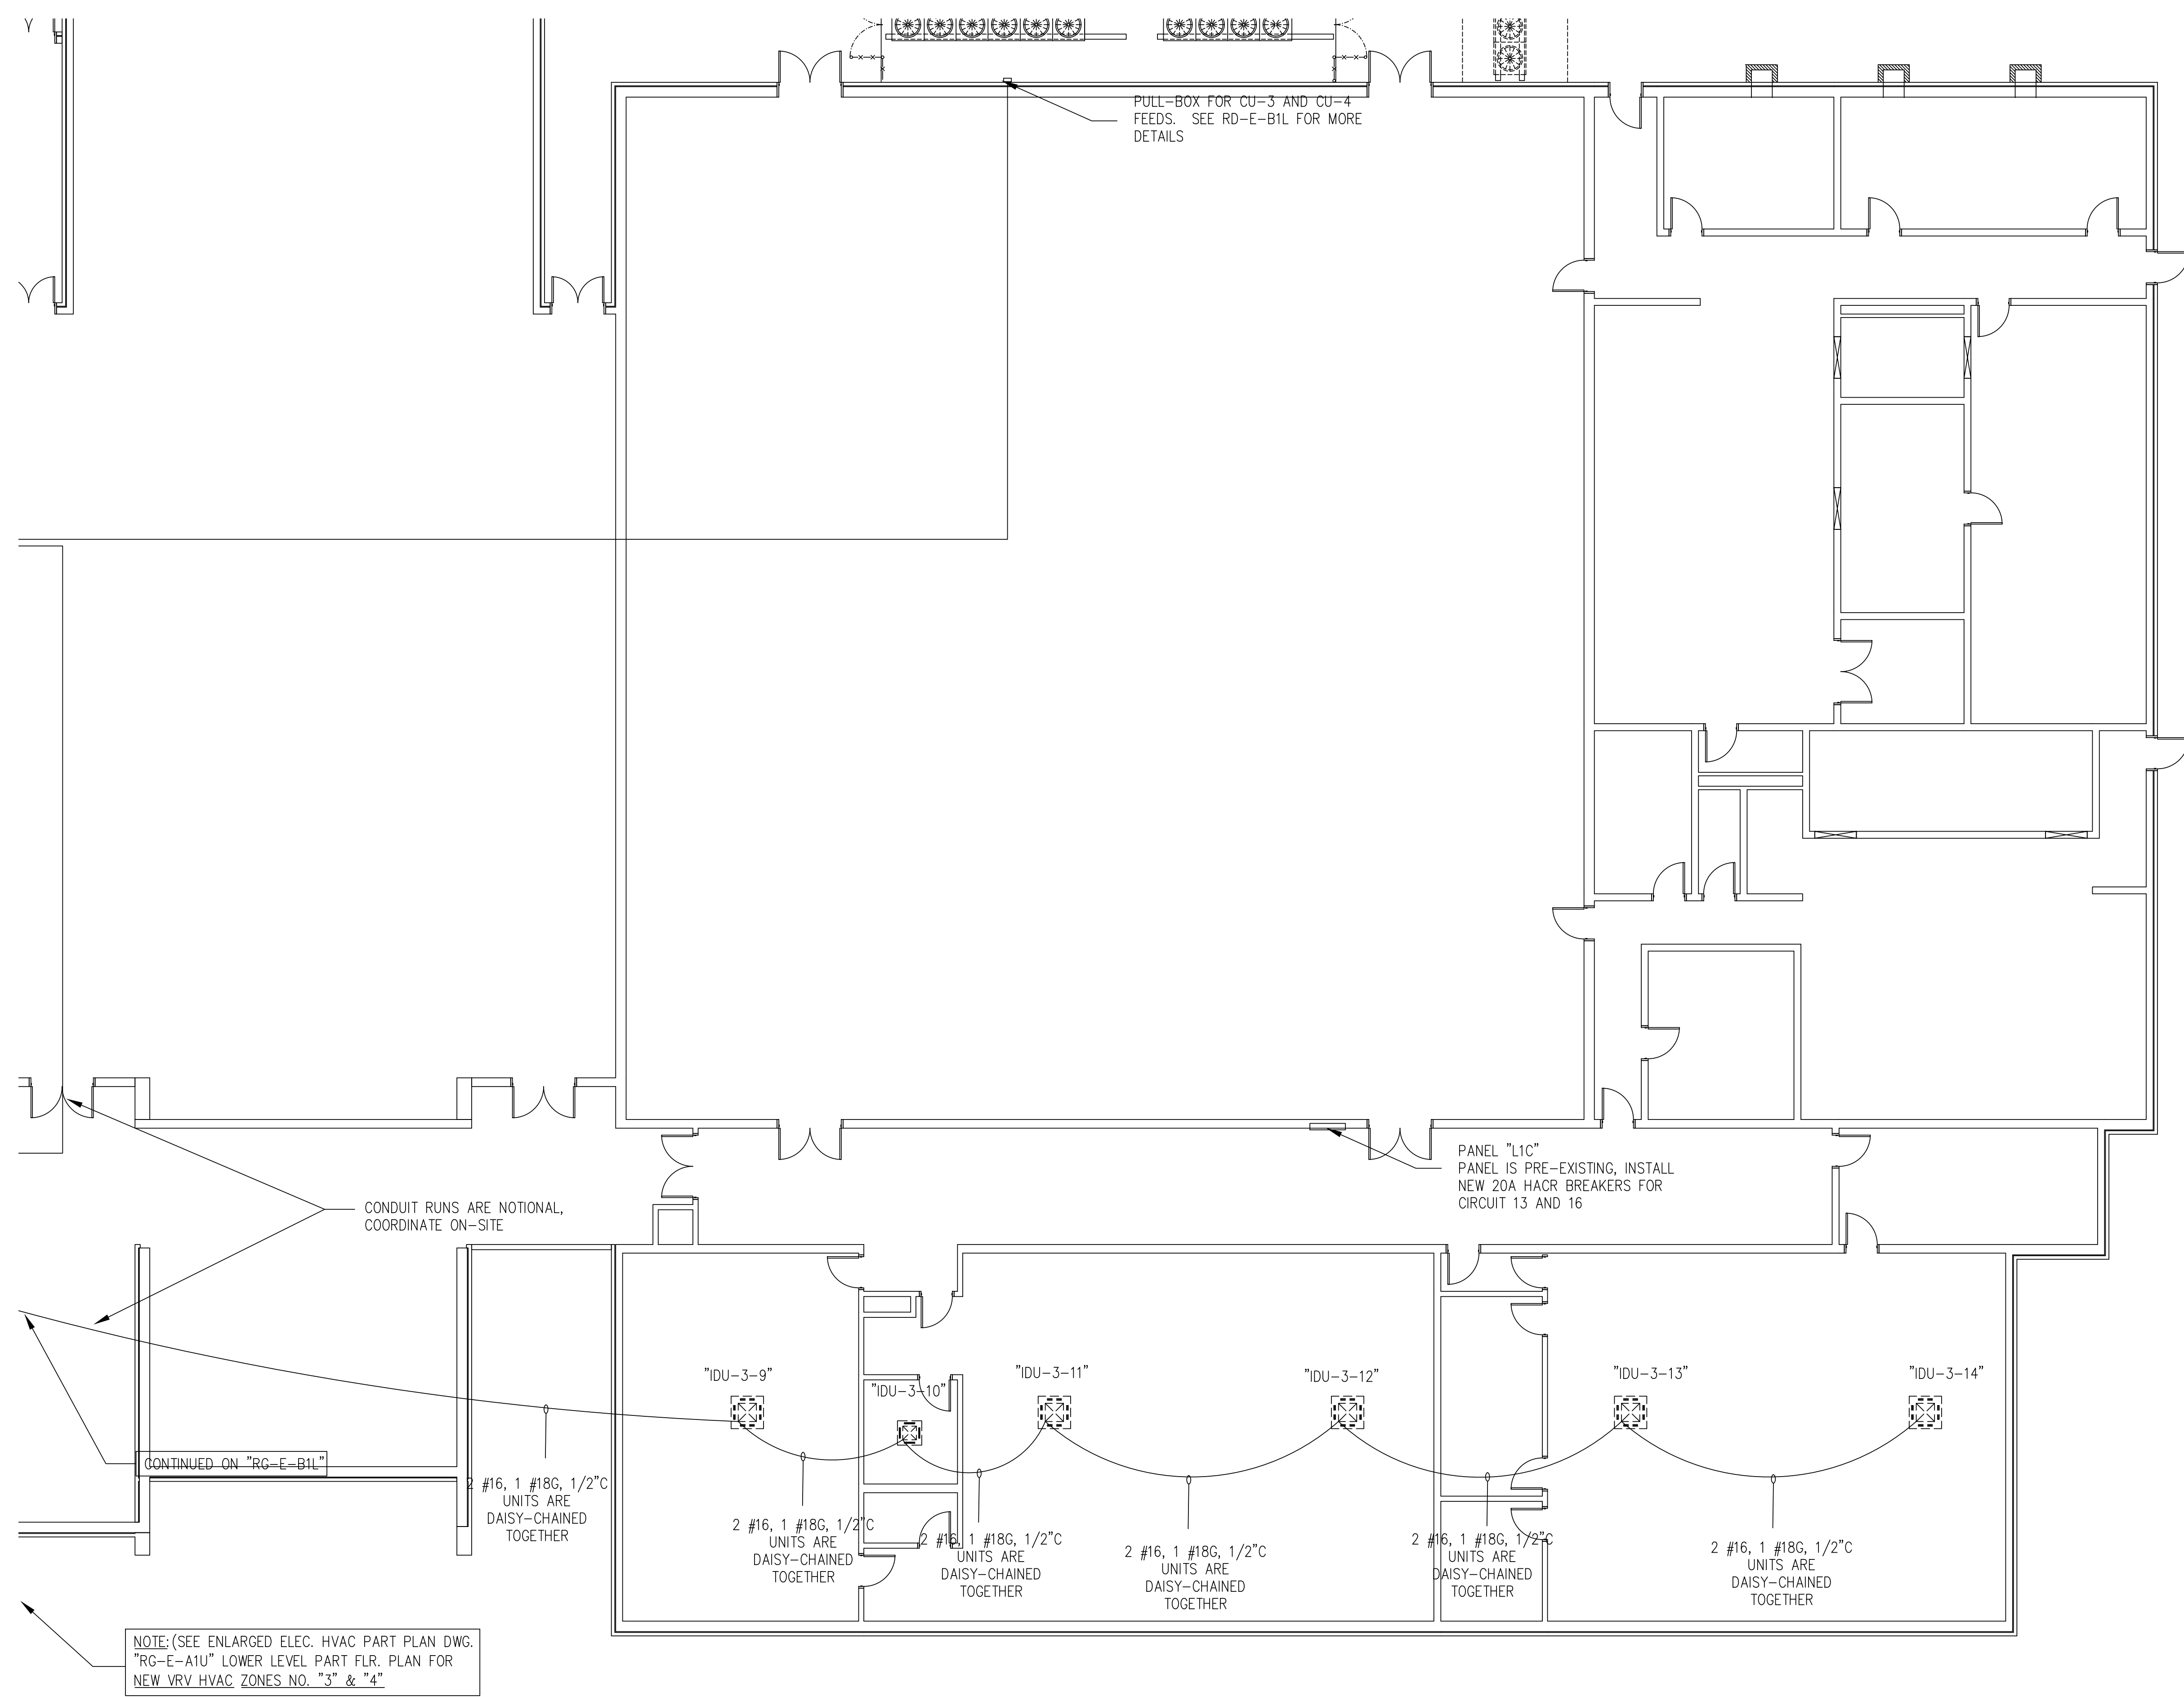 PULL-BOX FOR CU-3 AND CU-4
FEEDS. SEE RD-E-B1L FOR MORE
DETAILS
PANEL "L1C"
PANEL IS PRE-EXISTING, INSTALL
NEW 20A HACR BREAKERS FOR
CIRCUIT 13 AND 16
CONDUIT RUNS ARE NOTIONAL,
COORDINATE ON-SITE
"IDU-3-9"
"IDU-3-10"
"IDU-3-11"
"IDU-3-12"
"IDU-3-13"
"IDU-3-14"
CONTINUED ON "RG-E-B1L"
2 #16, 1 #18G, 1/2"C
UNITS ARE
DAISY-CHAINED
TOGETHER
2 #16, 1 #18G, 1/2"C
UNITS ARE
DAISY-CHAINED
TOGETHER
2 #16, 1 #18G, 1/2"C
UNITS ARE
DAISY-CHAINED
TOGETHER
2 #16, 1 #18G, 1/2"C
UNITS ARE
DAISY-CHAINED
TOGETHER
2 #16, 1 #18G, 1/2"C
UNITS ARE
DAISY-CHAINED
TOGETHER
2 #16, 1 #18G, 1/2"C
UNITS ARE
DAISY-CHAINED
TOGETHER
NOTE:(SEE ENLARGED ELEC. HVAC PART PLAN DWG.
"RG-E-A1U" LOWER LEVEL PART FLR. PLAN FOR
NEW VRV HVAC ZONES NO. "3" & "4"